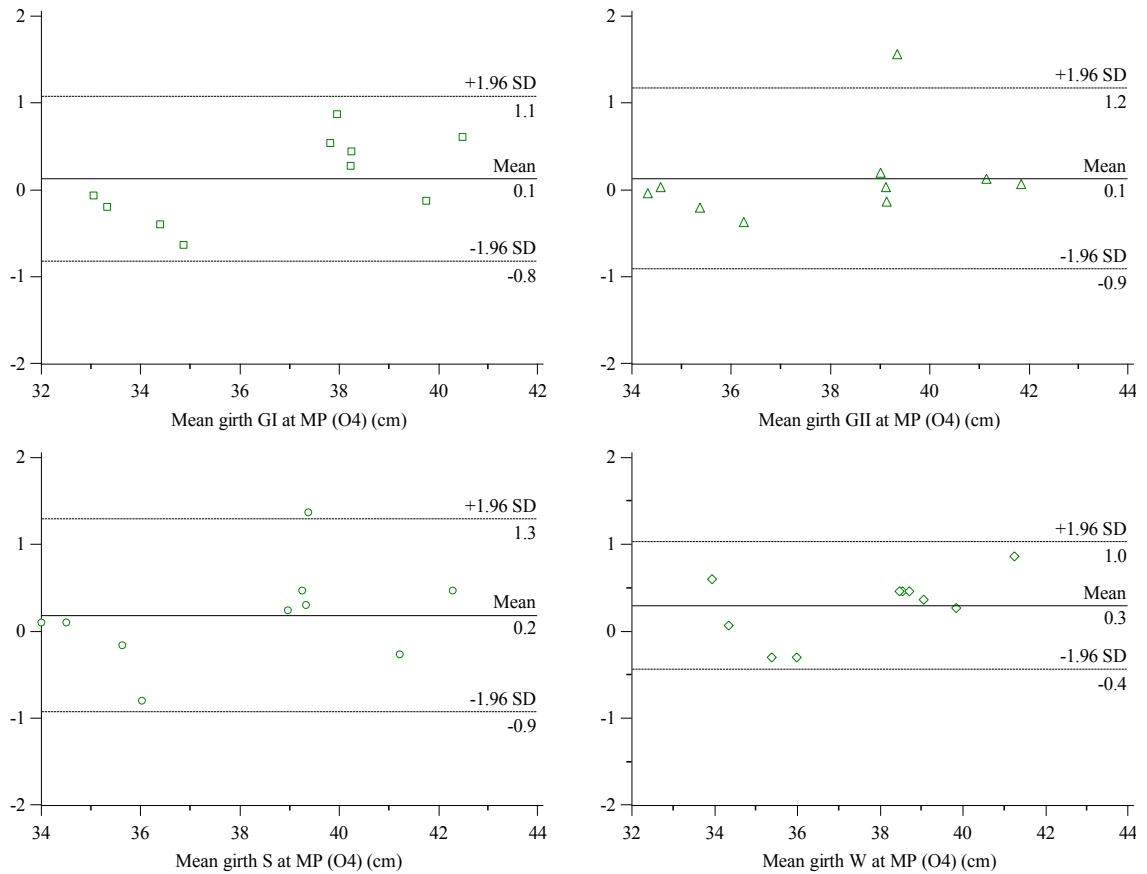 2
+1.96 SD
1
1.1
Mean
0
0.1
-1.96 SD
-1
-0.8
-2
32 34 36 38 40 42
Mean girth GI at MP (O4) (cm)
2
+1.96 SD
1
1.2
Mean
0
0.1
-1.96 SD
-1
-0.9
-2
34 36 38 40 42 44
Mean girth GII at MP (O4) (cm)
2
+1.96 SD
1
1.3
Mean
0
0.2
-1.96 SD
-1
-0.9
-2
34 36 38 40 42 44
Mean girth S at MP (O4) (cm)
2
+1.96 SD
1
1.0
Mean
0
0.3
-1.96 SD
-1
-0.4
-2
32 34 36 38 40 42 44
Mean girth W at MP (O4) (cm)